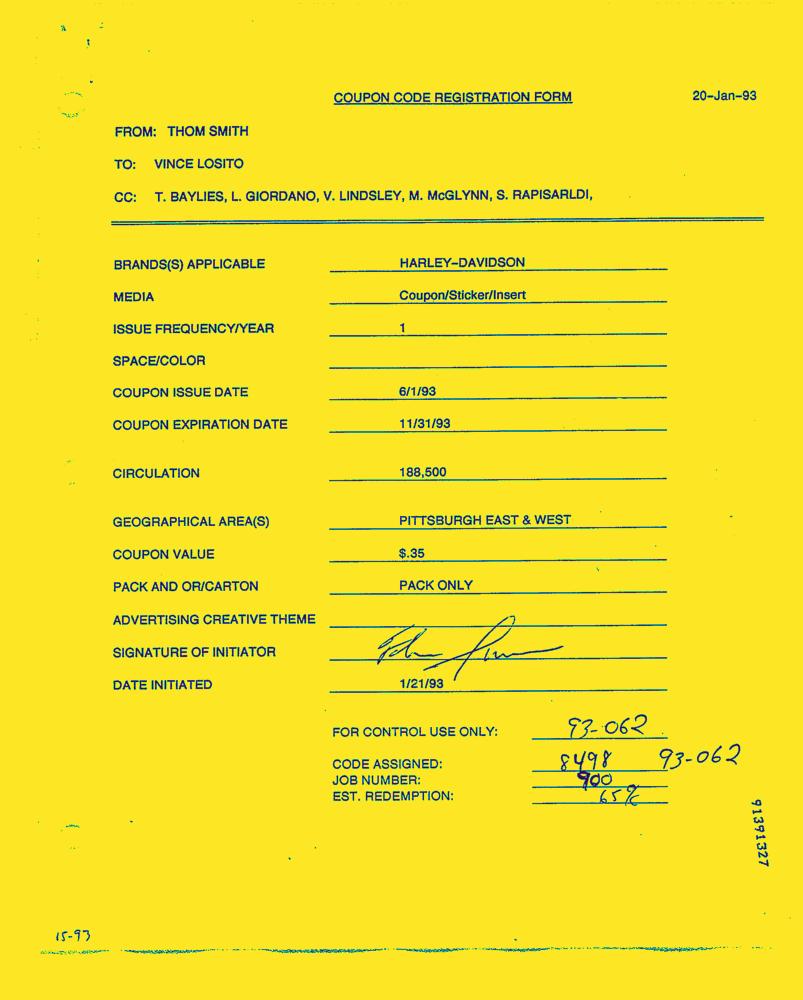 COUPON CODE REGISTRATION FORM 20-Jan-93
FROM: THOM SMITH
TO: VINCE LOSITO
CC: T. BAYLIES, L. GIORDANO, V. LINDSLEY, M. McGLYNN, S. RAPISARLDI,
BRANDS(S) APPLICABLE HARLEY-DAVIDSON
MEDIA Coupon/Sticker/Insert
ISSUE FREQUENCY/YEAR 1
SPACE/COLOR
COUPON ISSUE DATE 6/1/93
COUPON EXPIRATION DATE 11/31/93
CIRCULATION 188,500
GEOGRAPHICAL AREA(S) PITTSBURGH EAST & WEST
COUPON VALUE $.35
PACK AND OR/CARTON PACK ONLY
ADVERTISING CREATIVE THEME
SIGNATURE OF INITIATOR
DATE INITIATED 1/21/93
FOR CONTROL USE ONLY: 93-062
CODE ASSIGNED: 8498 93-062
JOB NUMBER: 900
EST. REDEMPTION: 65%
91391327
15-93